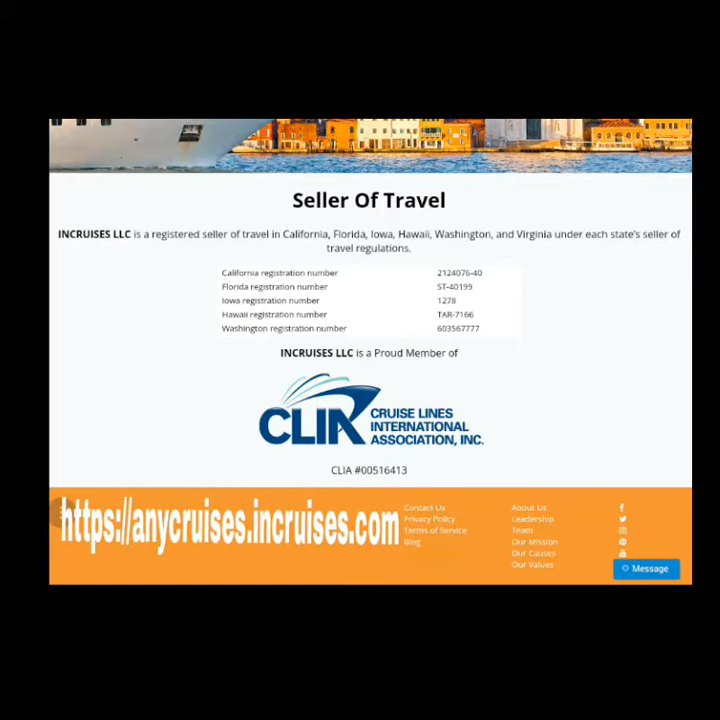 Seller Of Travel
INCRUISES LLC is a registered seller of travel in California, Florida, Iowa, Hawaii, Washington, and Virginia under each state's seller of
travel regulations.
California registration number 2124076-40
Florida registration number ST-40199
Iowa registration number 1278
Hawaii registration number TAR-7166
Washington registration number 603567777
INCRUISES LLC is a Proud Member of
CLIA CRUISE LINES
INTERNATIONAL
ASSOCIATION, INC.
CLIA #00516413
https://anycruises.incruises.com
Contact Us
Privacy Policy
Terms of Service
Blog
About Us
Leadership
Team
Our Mission
Our Causes
Our Values
Message